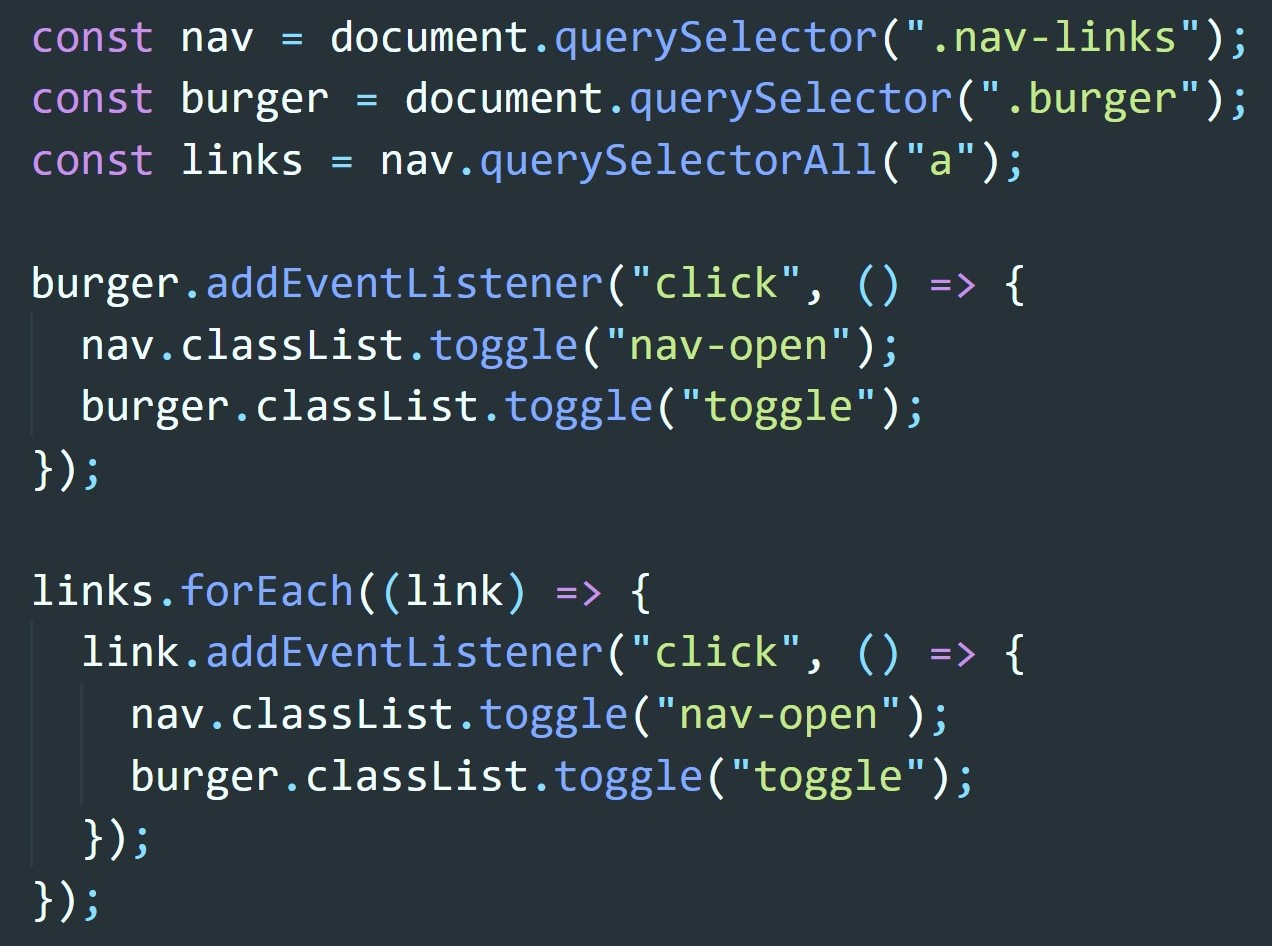 const nav = document.querySelector(".nav-links");
const burger = document.querySelector(".burger");
const links = nav.querySelectorAll("a");

burger.addEventListener("click", () => {
  nav.classList.toggle("nav-open");
  burger.classList.toggle("toggle");
});

links.forEach((link) => {
  link.addEventListener("click", () => {
    nav.classList.toggle("nav-open");
    burger.classList.toggle("toggle");
  });
});